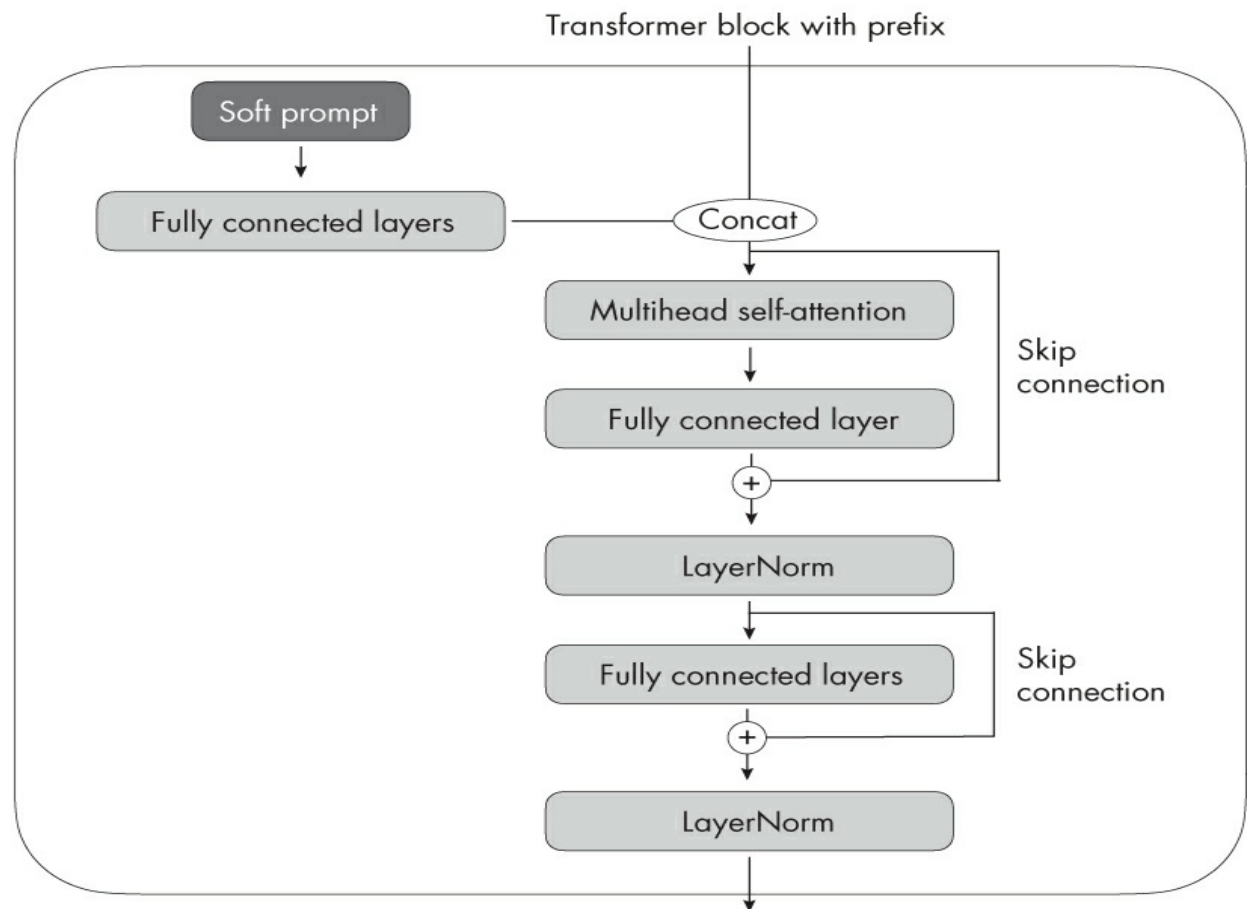 Transformer block with prefix
Soft prompt
Fully connected layers
Concat
Multihead self-attention
Skip
connection
Fully connected layer
+
LayerNorm
Fully connected layers
Skip
connection
+
LayerNorm